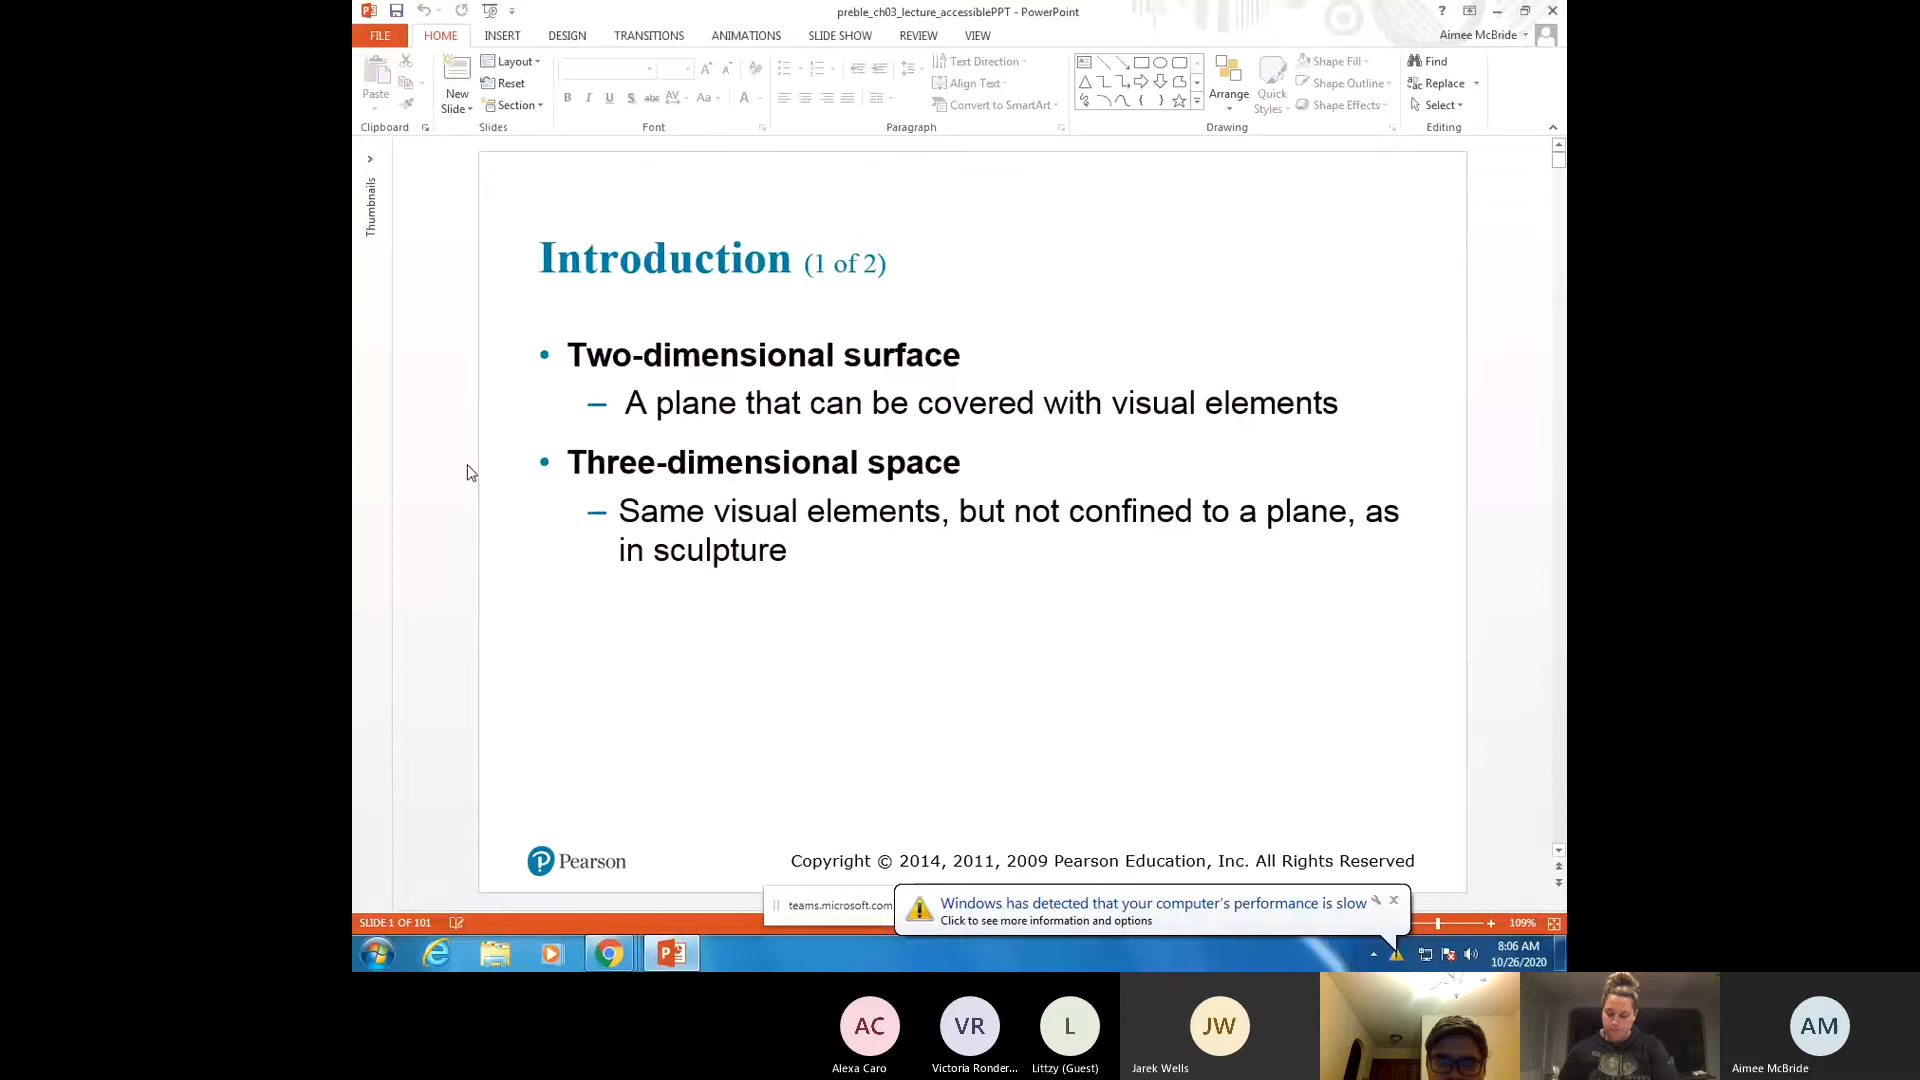 preble_ch03_lecture_accessiblePPT - PowerPoint
FILE HOME INSERT DESIGN TRANSITIONS ANIMATIONS SLIDE SHOW REVIEW VIEW
Aimee McBride
Paste
New Slide
Layout
Reset
Section
Text Direction
Align Text
Convert to SmartArt
Arrange
Quick Styles
Shape Fill
Shape Outline
Shape Effects
Find
Replace
Select
Clipboard Slides Font Paragraph Drawing Editing
Thumbnails
Introduction (1 of 2)
• Two-dimensional surface
– A plane that can be covered with visual elements
• Three-dimensional space
– Same visual elements, but not confined to a plane, as
in sculpture
Pearson
Copyright © 2014, 2011, 2009 Pearson Education, Inc. All Rights Reserved
teams.microsoft.com
Windows has detected that your computer's performance is slow
Click to see more information and options
SLIDE 1 OF 101
109%
8:06 AM
10/26/2020
AC
VR
L
JW
AM
Alexa Caro
Victoria Ronder...
Littzy (Guest)
Jarek Wells
Aimee McBride